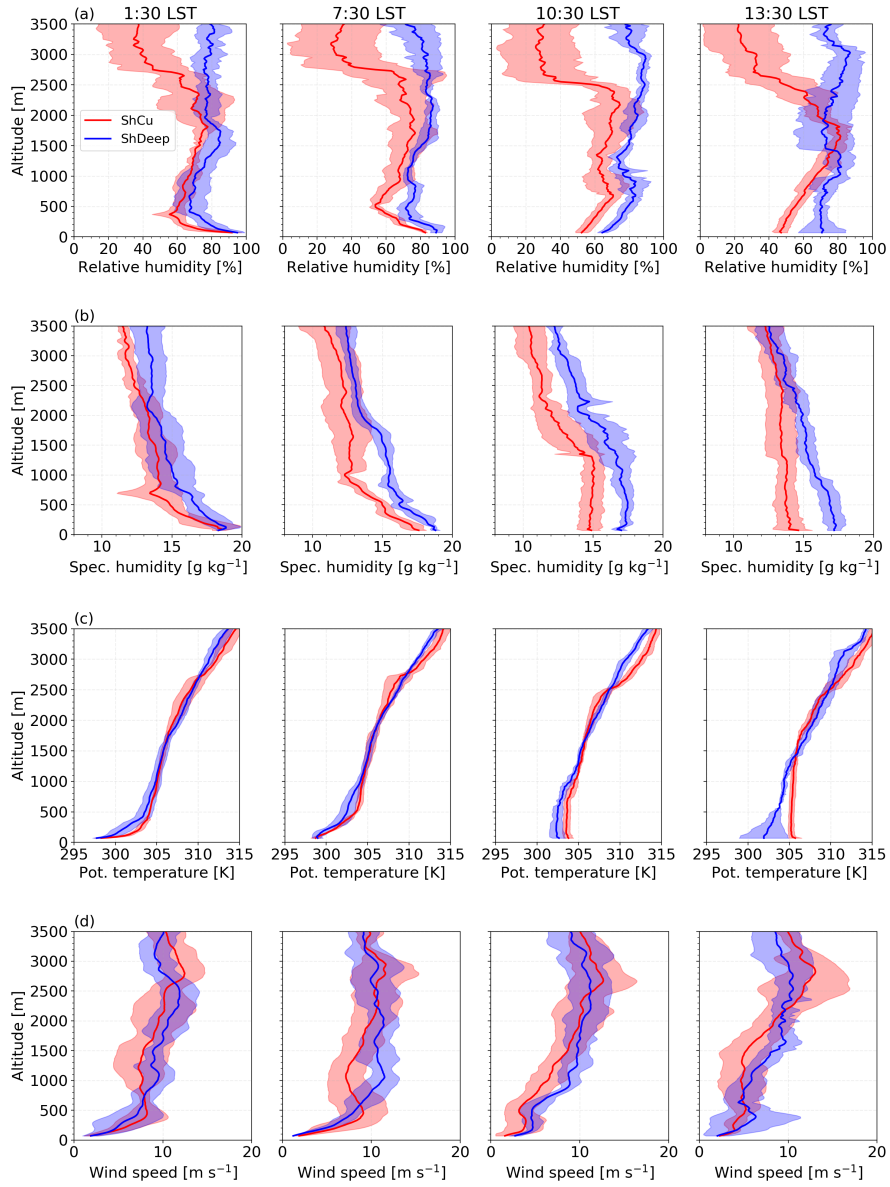 (a) 1:30 LST 7:30 LST 10:30 LST 13:30 LST
3500
3000
2500
2000
1500
1000
500
0
Altitude [m]
ShCu
ShDeep
0 20 40 60 80 100 0 20 40 60 80 100 0 20 40 60 80 100 0 20 40 60 80 100
Relative humidity [%] Relative humidity [%] Relative humidity [%] Relative humidity [%]
(b)
3500
3000
2500
2000
1500
1000
500
0
Altitude [m]
10 15 20 10 15 20 10 15 20 10 15 20
Spec. humidity [g kg⁻¹] Spec. humidity [g kg⁻¹] Spec. humidity [g kg⁻¹] Spec. humidity [g kg⁻¹]
(c)
3500
3000
2500
2000
1500
1000
500
0
Altitude [m]
295 300 305 310 315 295 300 305 310 315 295 300 305 310 315 295 300 305 310 315
Pot. temperature [K] Pot. temperature [K] Pot. temperature [K] Pot. temperature [K]
(d)
3500
3000
2500
2000
1500
1000
500
0
Altitude [m]
0 10 20 0 10 20 0 10 20 0 10 20
Wind speed [m s⁻¹] Wind speed [m s⁻¹] Wind speed [m s⁻¹] Wind speed [m s⁻¹]